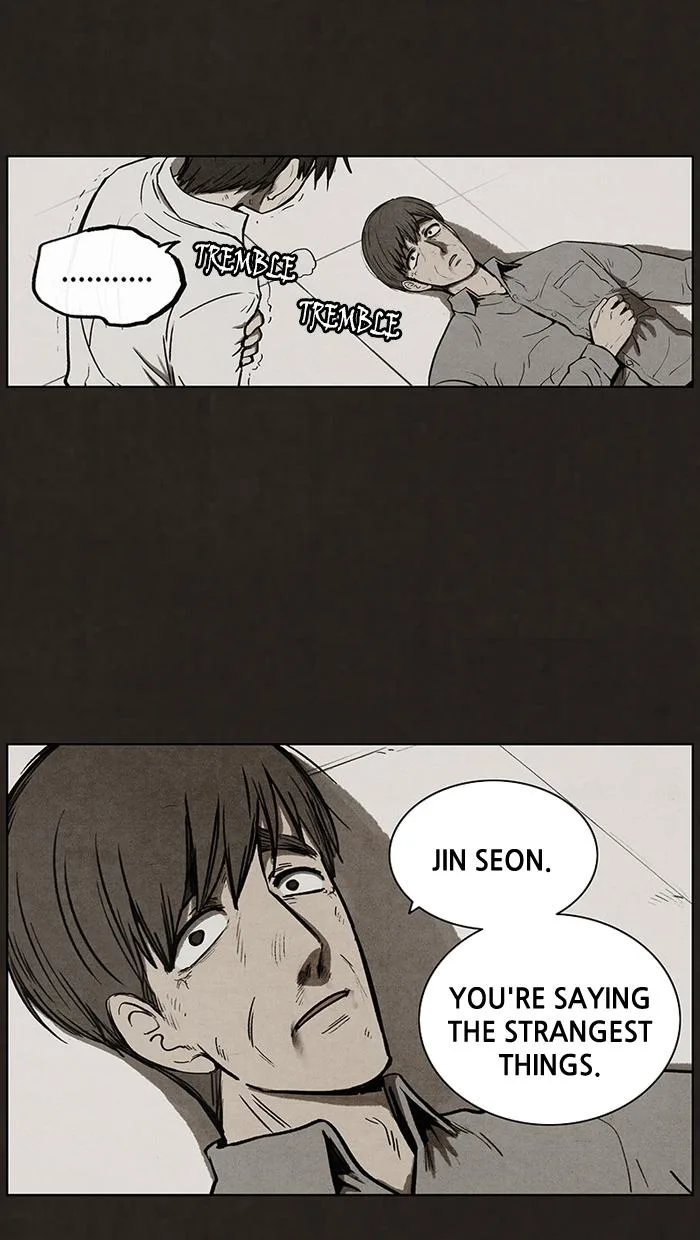 ............
TREMBLE
TREMBLE
JIN SEON.
YOU'RE SAYING
THE STRANGEST
THINGS.